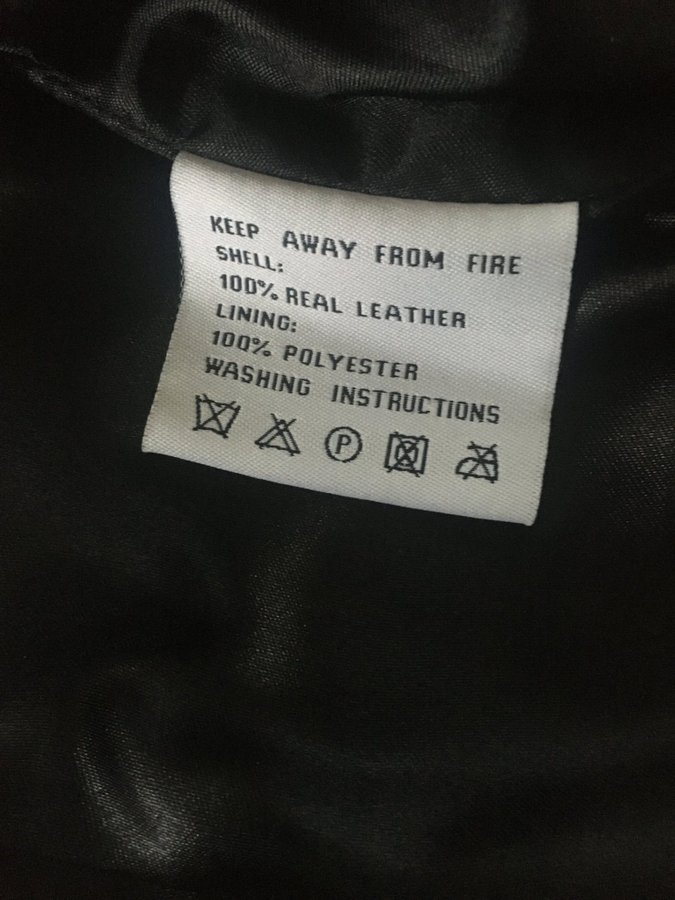 KEEP AWAY FROM FIRE
SHELL:
100% REAL LEATHER
LINING:
100% POLYESTER
WASHING INSTRUCTIONS
P